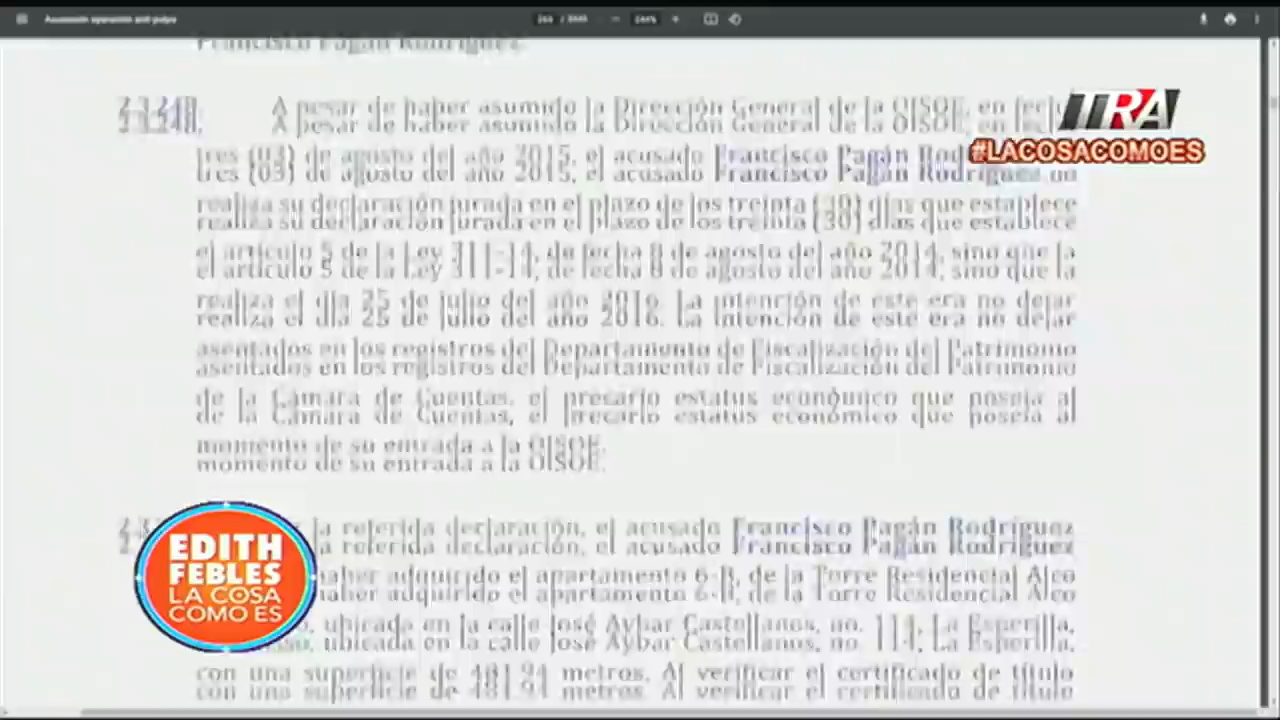 Acusación operación anti pulpo
Francisco Pagán Rodríguez.
A pesar de haber asumido la Dirección General de la OISOE, en fecha
TRA
#LACOSACOMOES
tres (03) de agosto del año 2015, el acusado Francisco Pagán Rodríguez no
realiza su declaración jurada en el plazo de los treinta (30) días que establece
el artículo 5 de la Ley 311-14, de fecha 8 de agosto del año 2014, sino que la
realiza el día 25 de julio del año 2016. La intención de este era no dejar
asentados en los registros del Departamento de Fiscalización del Patrimonio
de la Cámara de Cuentas, el precario estatus económico que poseía al
momento de su entrada a la OISOE.
la referida declaración, el acusado Francisco Pagán Rodríguez
haber adquirido el apartamento 6-B, de la Torre Residencial Alco
ubicada en la calle José Aybar Castellanos, no. 114, La Esperilla,
con una superficie de metros. Al verificar el certificado de título
EDITH
FEBLES
LA COSA
COMO ES